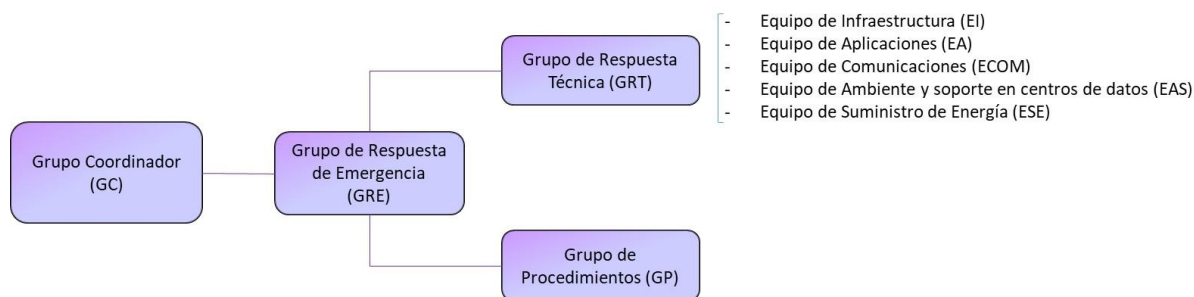 Grupo Coordinador
(GC)
Grupo de Respuesta
de Emergencia
(GRE)
Grupo de Respuesta
Técnica (GRT)
- Equipo de Infraestructura (EI)
- Equipo de Aplicaciones (EA)
- Equipo de Comunicaciones (ECOM)
- Equipo de Ambiente y soporte en centros de datos (EAS)
- Equipo de Suministro de Energía (ESE)
Grupo de
Procedimientos (GP)